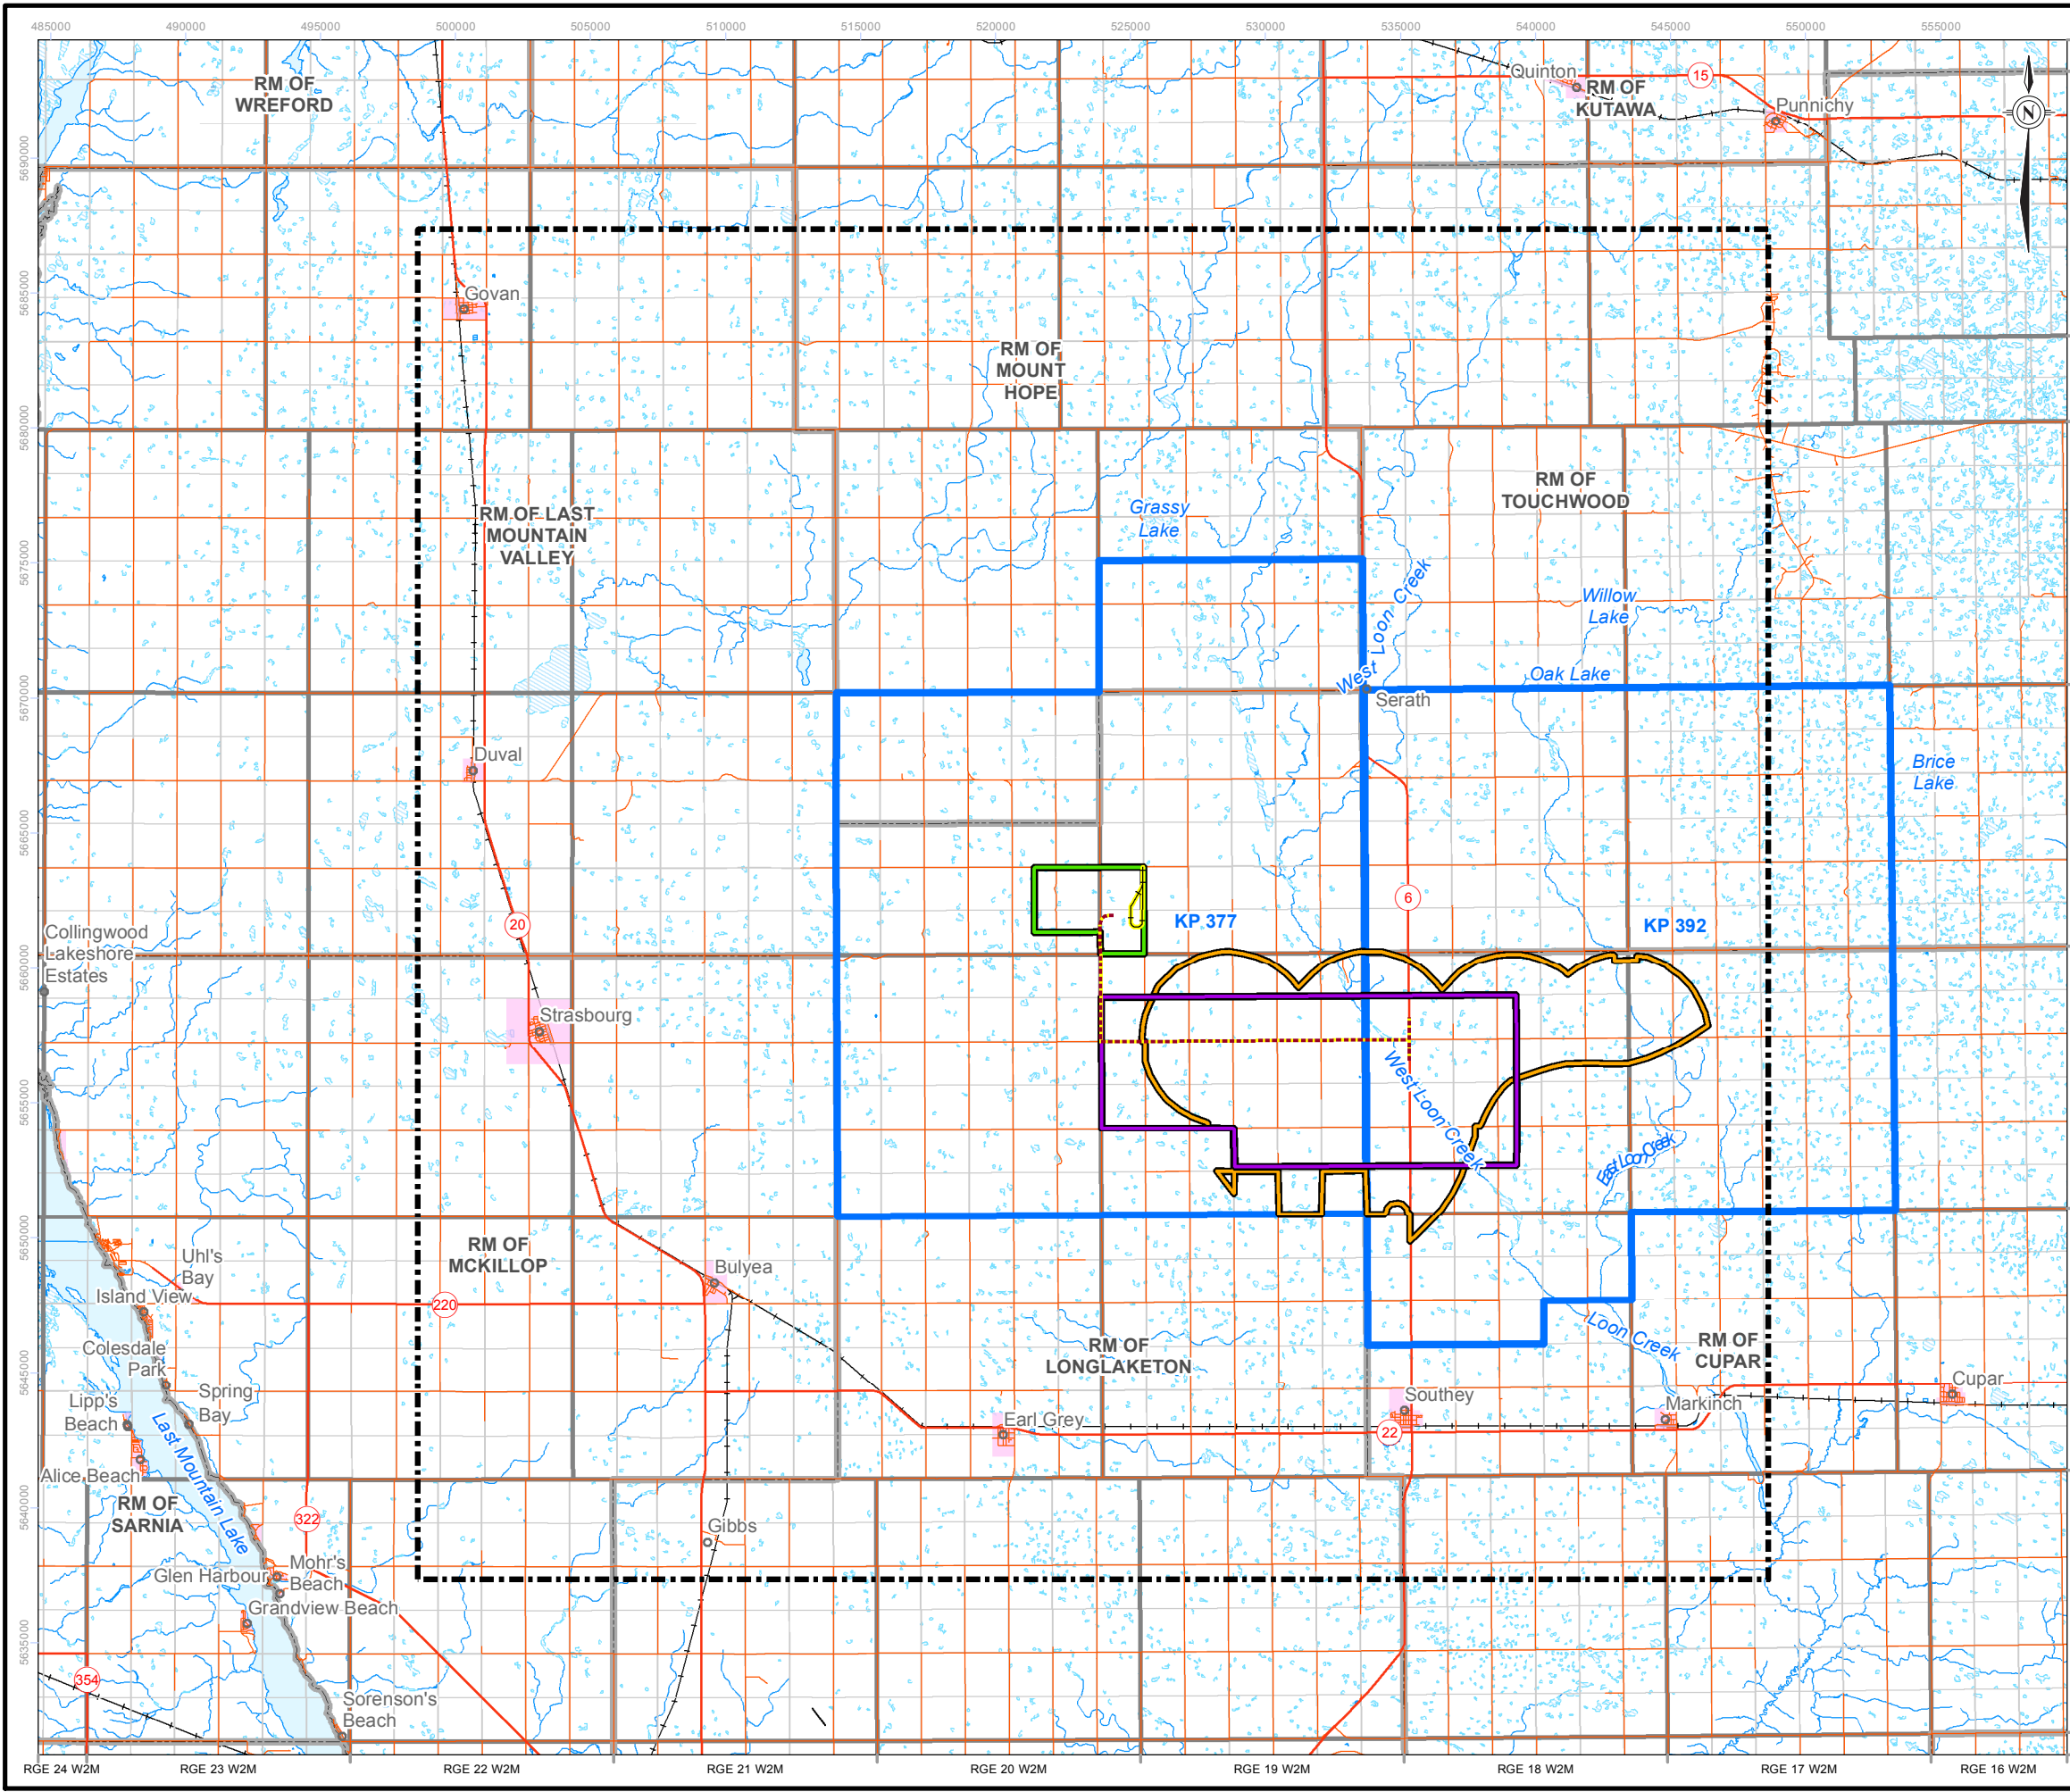 485000 490000 495000 500000 505000 510000 515000 520000 525000 530000 535000 540000 545000 550000 555000
5690000
5685000
5680000
5675000
5670000
5665000
5660000
5655000
5650000
5645000
5640000
5635000
RM OF
WREFORD
Quinton
RM OF
KUTAWA
15
Punnichy
N
Govan
RM OF
MOUNT
HOPE
RM OF LAST
MOUNTAIN
VALLEY
Grassy
Lake
RM OF
TOUCHWOOD
West Loon Creek
Willow
Lake
Oak Lake
Serath
Duval
Brice
Lake
20
6
KP 377
KP 392
Collingwood
Lakeshore
Estates
Strasbourg
West Loon Creek
East Loon Creek
RM OF
MCKILLOP
Uhl's
Bay
Island View
Bulyea
220
Colesdale
Park
Lipp's
Beach
Spring
Bay
RM OF
LONGLAKETON
Loon Creek
RM OF
CUPAR
Cupar
Southey
Markinch
Earl Grey
22
Alice Beach
Last Mountain Lake
RM OF
SARNIA
322
Gibbs
Mohr's
Beach
Glen Harbour
Grandview Beach
354
Sorenson's
Beach
RGE 24 W2M RGE 23 W2M RGE 22 W2M RGE 21 W2M RGE 20 W2M RGE 19 W2M RGE 18 W2M RGE 17 W2M RGE 16 W2M